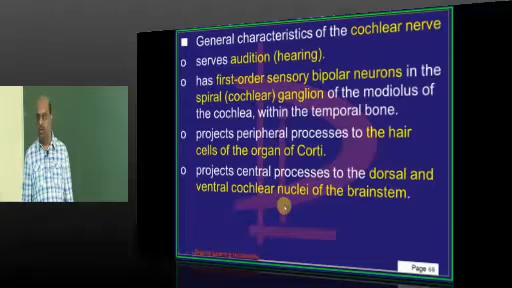 General characteristics of the cochlear nerve
o serves audition (hearing).
o has first-order sensory bipolar neurons in the
spiral (cochlear) ganglion of the modiolus of
the cochlea, within the temporal bone.
o projects peripheral processes to the hair
cells of the organ of Corti.
o projects central processes to the dorsal and
ventral cochlear nuclei of the brainstem.
Page 68